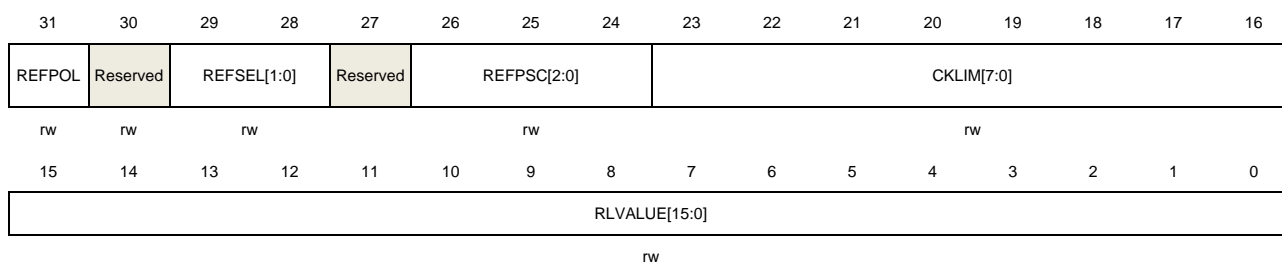 31 30 29 28 27 26 25 24 23 22 21 20 19 18 17 16
REFPOL Reserved REFSEL[1:0] Reserved REFPSC[2:0] CKLIM[7:0]
rw rw rw rw rw
15 14 13 12 11 10 9 8 7 6 5 4 3 2 1 0
RLVALUE[15:0]
rw